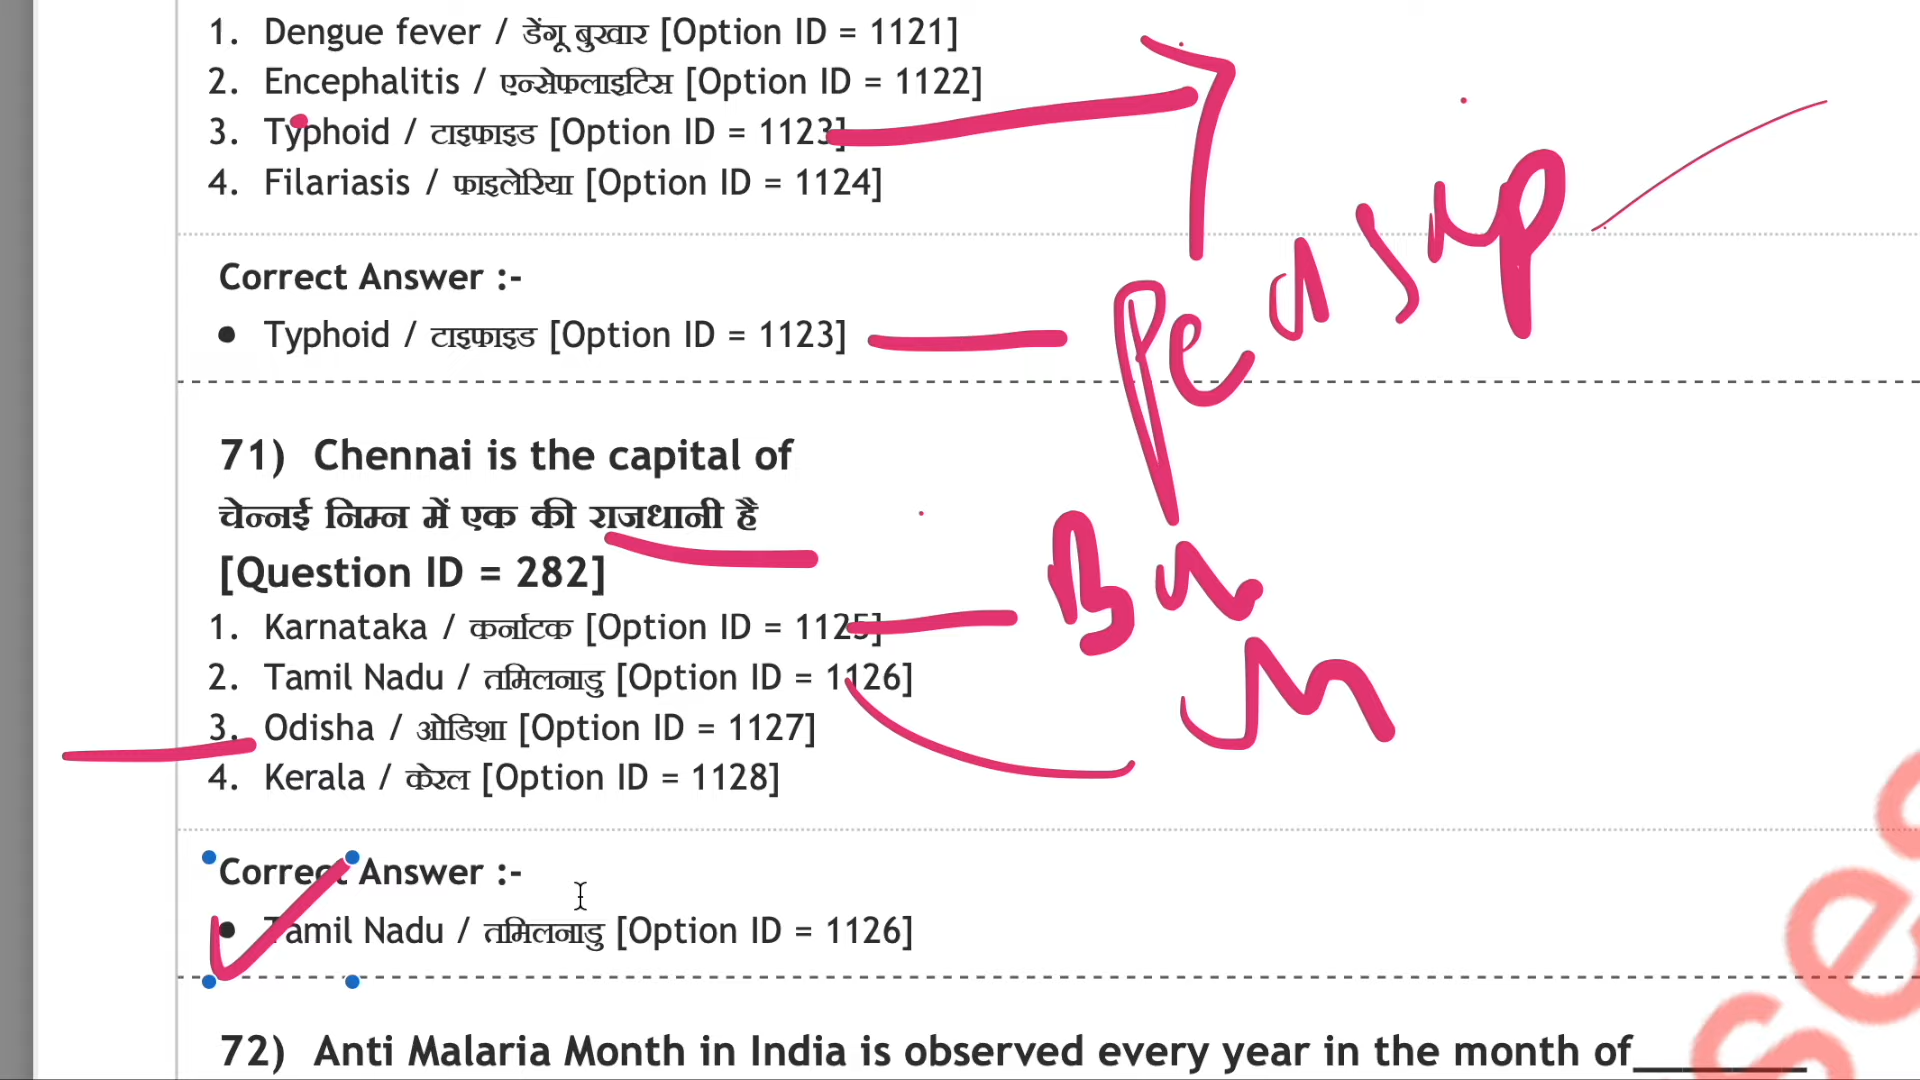 1. Dengue fever / डेंगू बुखार [Option ID = 1121]
2. Encephalitis / एन्सेफलाइटिस [Option ID = 1122]
3. Typhoid / टाइफाइड [Option ID = 1123]
4. Filariasis / फाइलेरिया [Option ID = 1124]
Correct Answer :-
• Typhoid / टाइफाइड [Option ID = 1123]
71) Chennai is the capital of
चेन्नई निम्न में एक की राजधानी है
[Question ID = 282]
1. Karnataka / कर्नाटक [Option ID = 1125]
2. Tamil Nadu / तमिलनाडु [Option ID = 1126]
3. Odisha / ओडिशा [Option ID = 1127]
4. Kerala / केरल [Option ID = 1128]
Correct Answer :-
• Tamil Nadu / तमिलनाडु [Option ID = 1126]
72) Anti Malaria Month in India is observed every year in the month of________